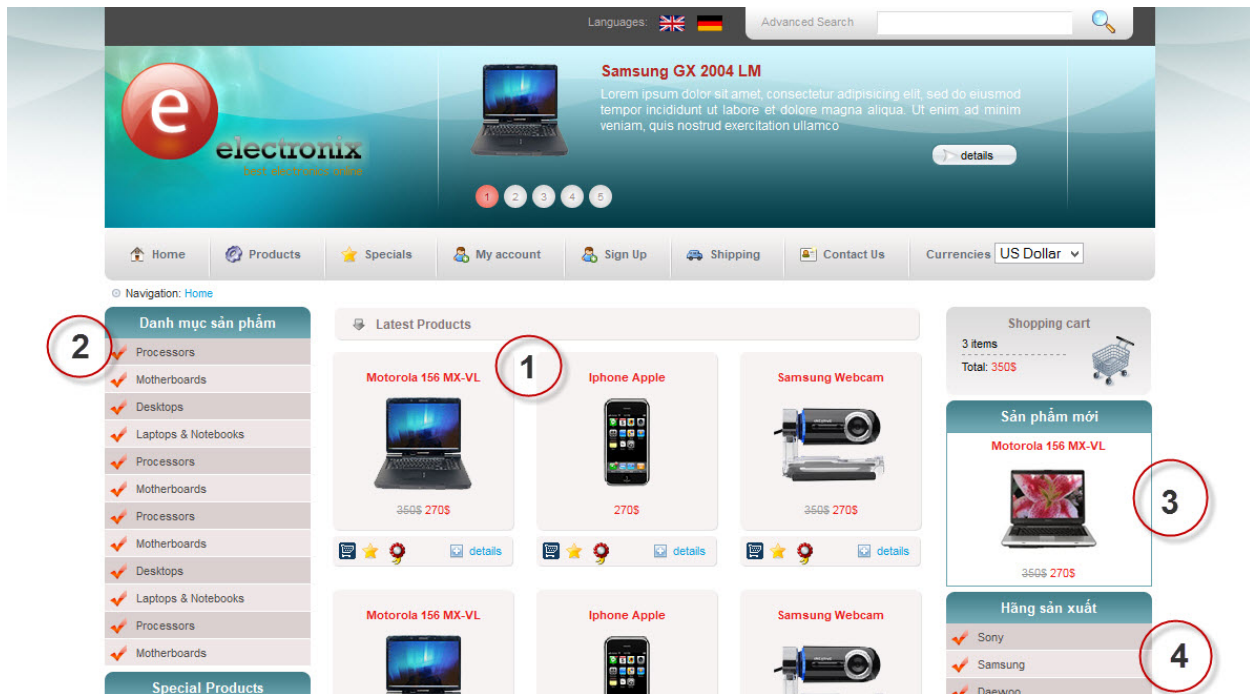 Languages:
Advanced Search
e
electronix
best electronics online
Samsung GX 2004 LM
Lorem ipsum dolor sit amet, consectetur adipisicing elit, sed do eiusmod
tempor incididunt ut labore et dolore magna aliqua. Ut enim ad minim
veniam, quis nostrud exercitation ullamco
details
1 2 3 4 5
Home Products Specials My account Sign Up Shipping Contact Us Currencies US Dollar
Navigation: Home
Danh mục sản phẩm
2
Processors
Motherboards
Desktops
Laptops & Notebooks
Processors
Motherboards
Processors
Motherboards
Desktops
Laptops & Notebooks
Processors
Motherboards
Special Products
Latest Products
1
Motorola 156 MX-VL
350$ 270$
details
Iphone Apple
270$
details
Samsung Webcam
350$ 270$
details
Motorola 156 MX-VL
Iphone Apple
Samsung Webcam
Shopping cart
3 items
Total: 350$
Sản phẩm mới
Motorola 156 MX-VL
3
350$ 270$
Hãng sản xuất
Sony
4
Samsung
Daewoo